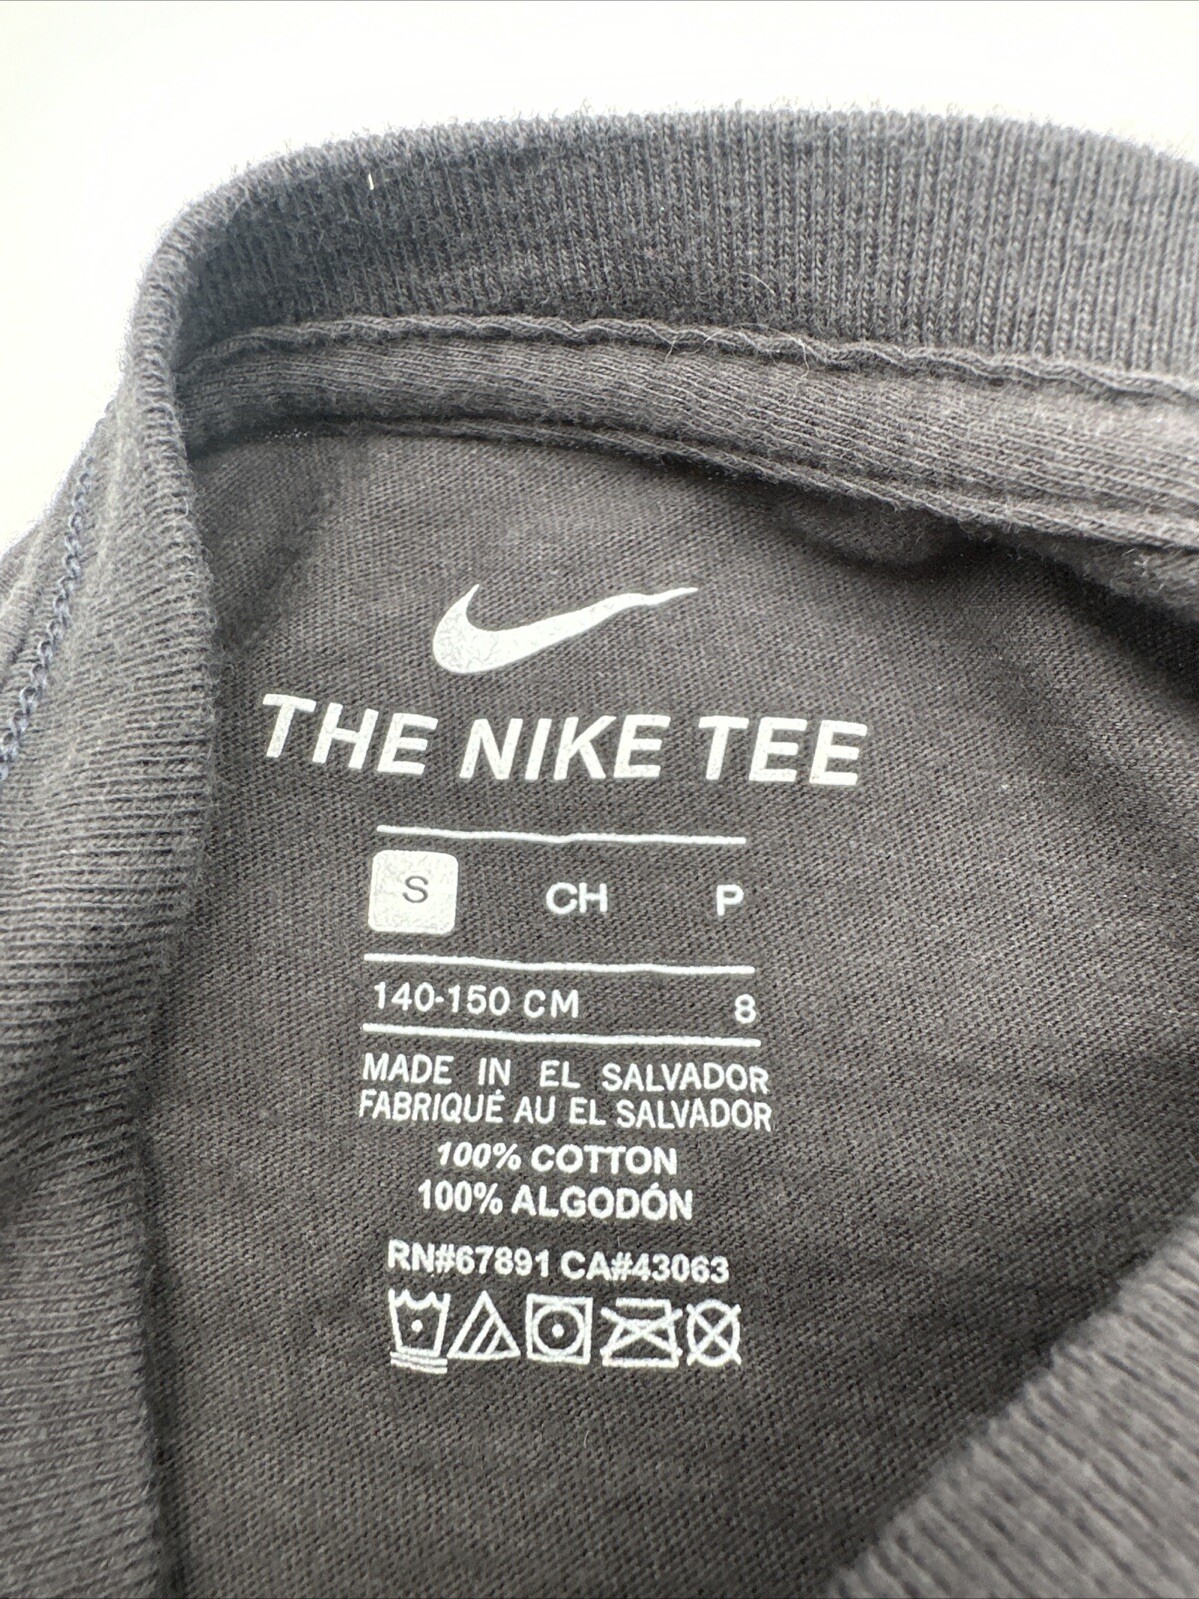 THE NIKE TEE
S CH P
140-150 CM 8
MADE IN EL SALVADOR
FABRIQUÉ AU EL SALVADOR
100% COTTON
100% ALGODÓN
RN#67891 CA#43063